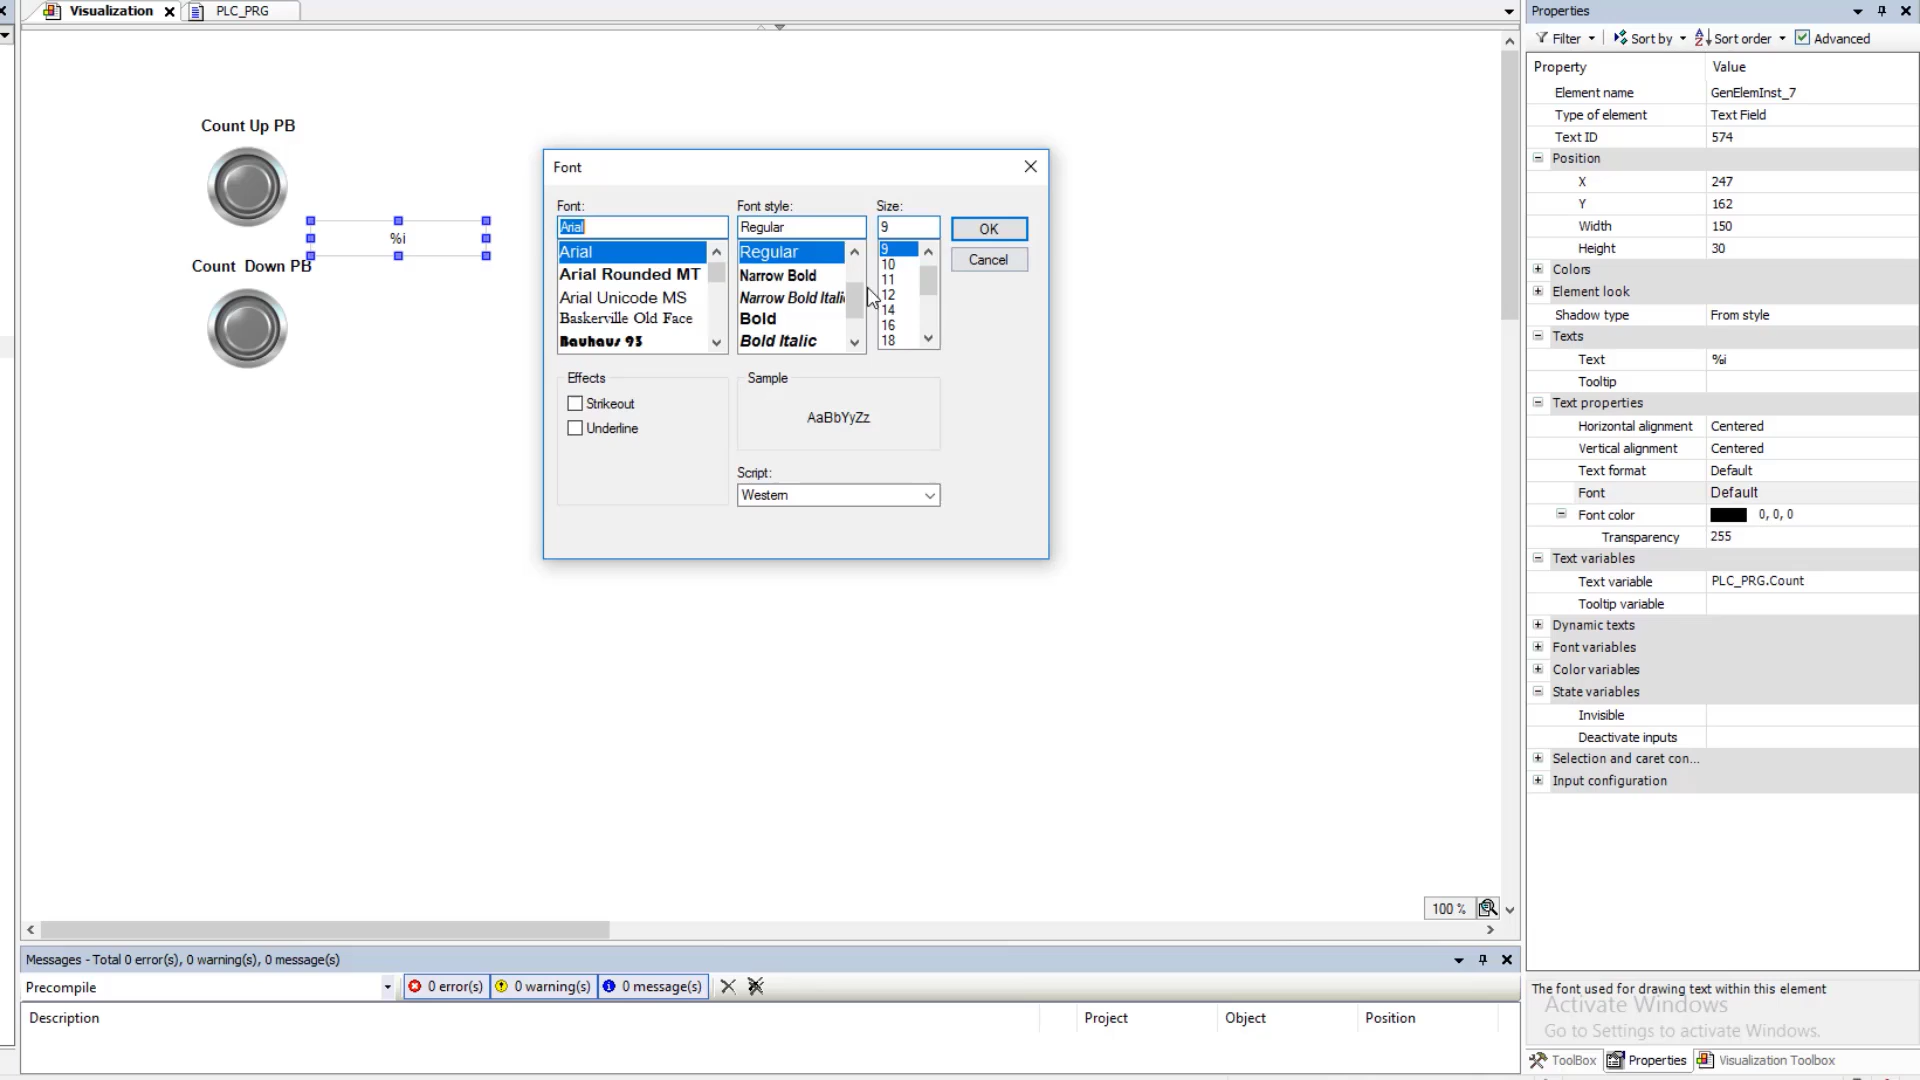 Visualization
PLC_PRG
Count Up PB
%i
Count  Down PB
Font
Font:
Font style:
Size:
Arial
Regular
9
OK
Cancel
Arial
Arial Rounded MT
Arial Unicode MS
Baskerville Old Face
Bauhaus 93
Regular
Narrow Bold
Narrow Bold Itali
Bold
Bold Italic
9
10
11
12
14
16
18
Effects
Strikeout
Underline
Sample
AaBbYyZz
Script:
Western
100 %
Properties
Filter
Sort by
Sort order
Advanced
Property Value
Element name GenElemInst_7
Type of element Text Field
Text ID 574
Position
X 247
Y 162
Width 150
Height 30
Colors
Element look
Shadow type From style
Texts
Text %i
Tooltip
Text properties
Horizontal alignment Centered
Vertical alignment Centered
Text format Default
Font Default
Font color 0, 0, 0
Transparency 255
Text variables
Text variable PLC_PRG.Count
Tooltip variable
Dynamic texts
Font variables
Color variables
State variables
Invisible
Deactivate inputs
Selection and caret con...
Input configuration
The font used for drawing text within this element
Activate Windows
Go to Settings to activate Windows.
ToolBox
Properties
Visualization Toolbox
Messages - Total 0 error(s), 0 warning(s), 0 message(s)
Precompile
0 error(s)
0 warning(s)
0 message(s)
Description Project Object Position